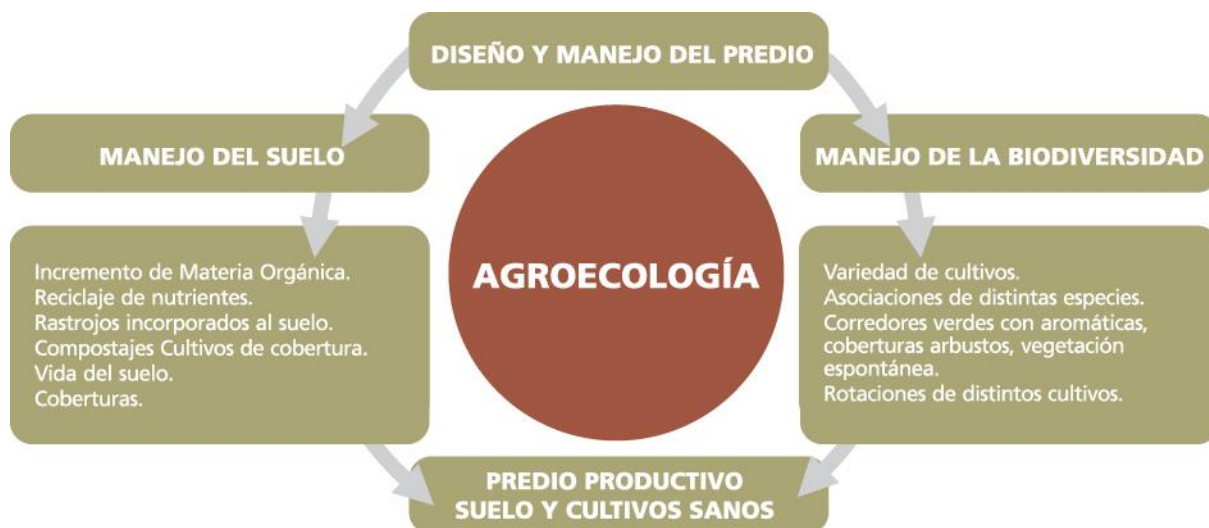 DISEÑO Y MANEJO DEL PREDIO
MANEJO DEL SUELO
MANEJO DE LA BIODIVERSIDAD
Incremento de Materia Orgánica.
Reciclaje de nutrientes.
Rastrojos incorporados al suelo.
Compostajes Cultivos de cobertura.
Vida del suelo.
Coberturas.
AGROECOLOGÍA
Variedad de cultivos.
Asociaciones de distintas especies.
Corredores verdes con aromáticas,
coberturas arbustos, vegetación
espontánea.
Rotaciones de distintos cultivos.
PREDIO PRODUCTIVO
SUELO Y CULTIVOS SANOS